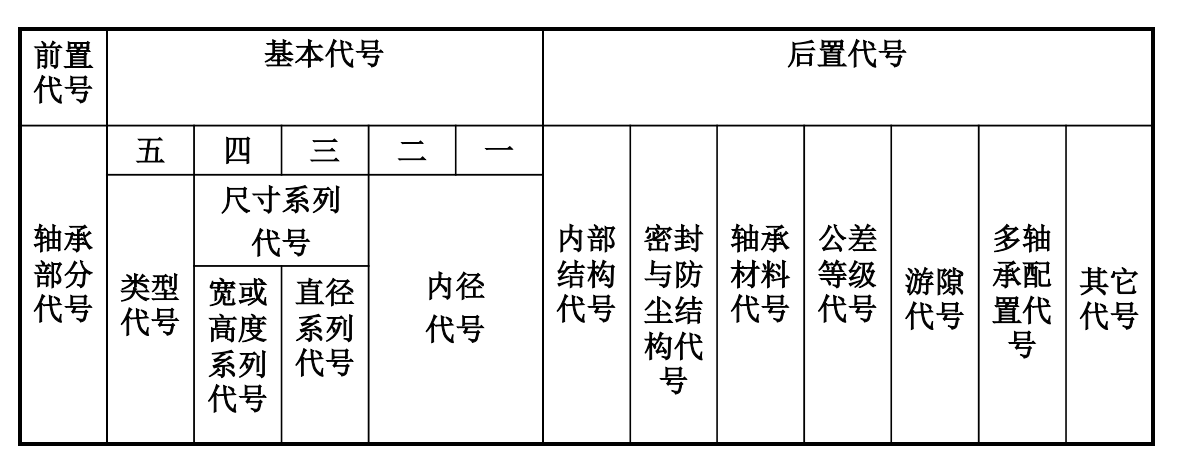 前置
代号
基本代号
后置代号
五
四
三
二
一
轴承
部分
代号
类型
代号
尺寸系列
代号
宽或
高度
系列
代号
直径
系列
代号
内径
代号
内部
结构
代号
密封
与防
尘结
构代
号
轴承
材料
代号
公差
等级
代号
游隙
代号
多轴
承配
置代
号
其它
代号